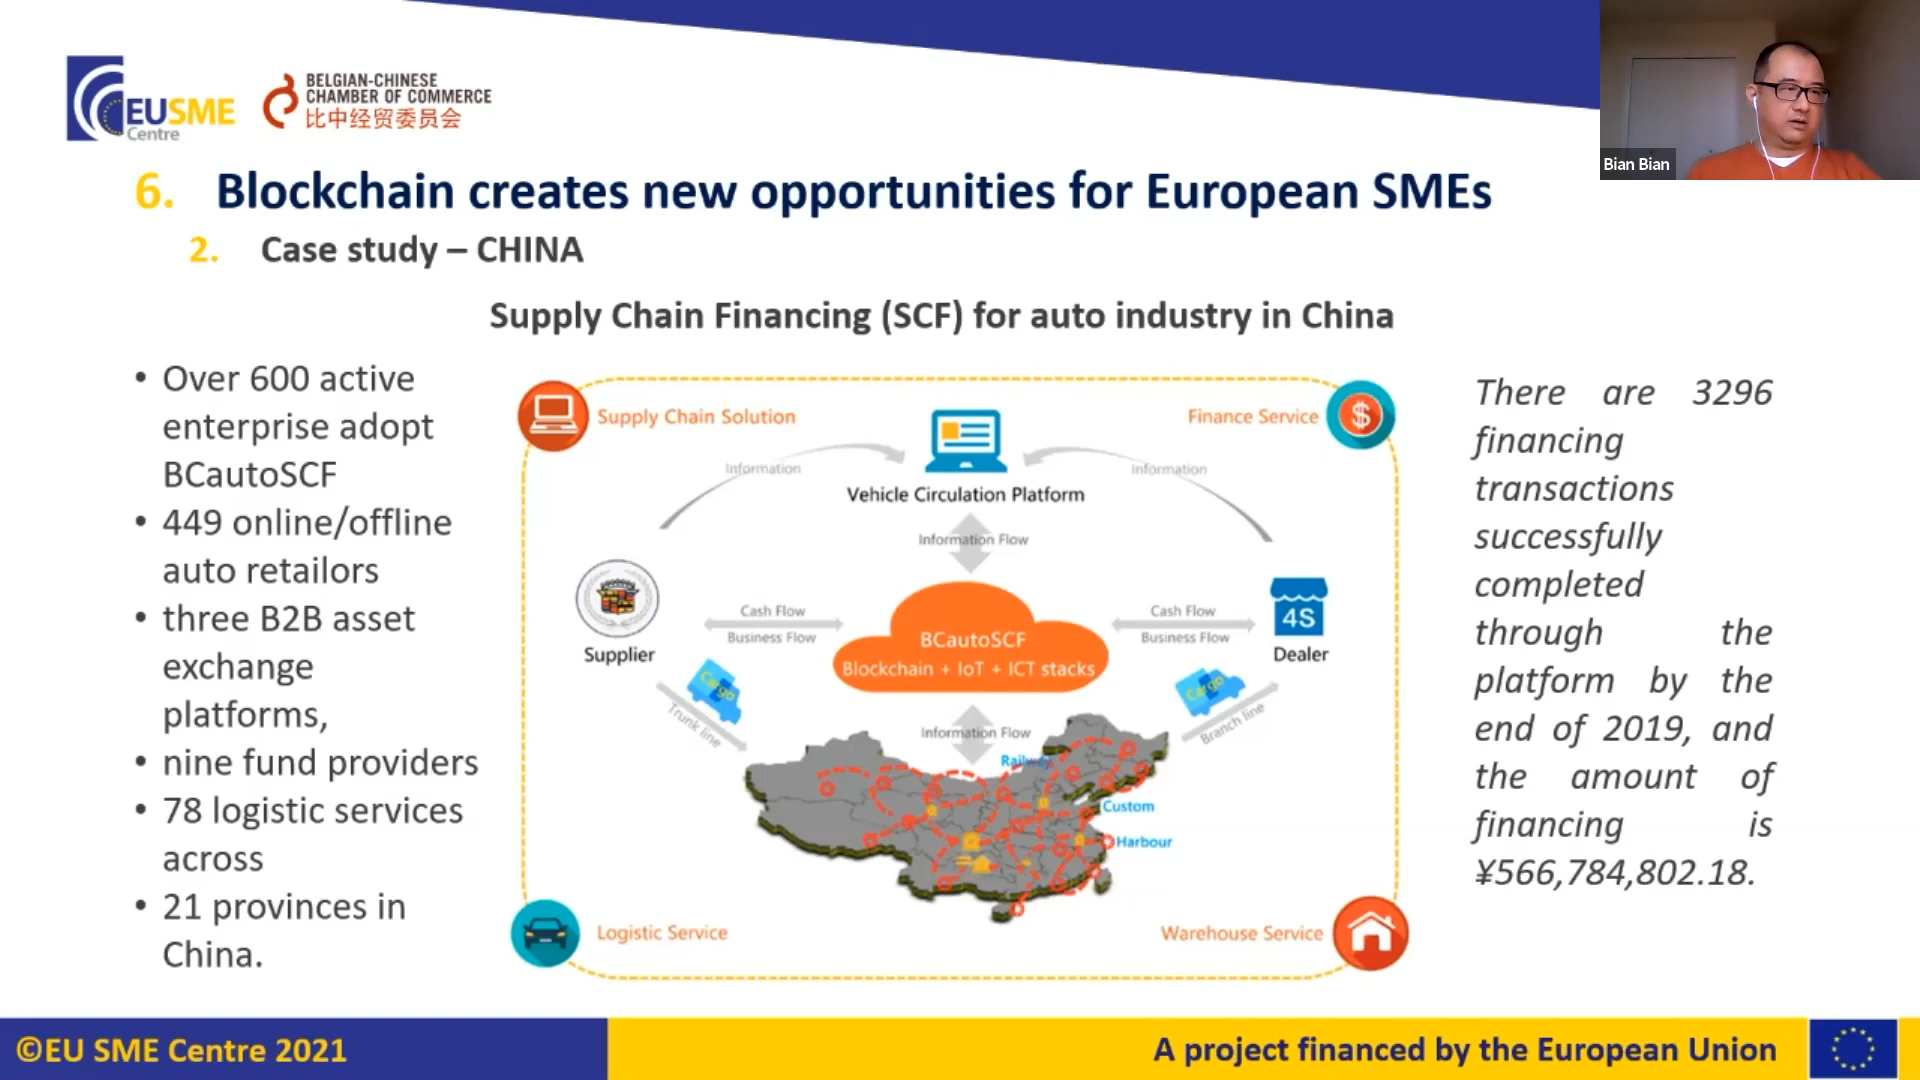 EUSME
Centre
BELGIAN-CHINESE
CHAMBER OF COMMERCE
比中经贸委员会
Bian Bian
6. Blockchain creates new opportunities for European SMEs
2. Case study – CHINA
Supply Chain Financing (SCF) for auto industry in China
• Over 600 active
enterprise adopt
BCautoSCF
• 449 online/offline
auto retailors
• three B2B asset
exchange
platforms,
• nine fund providers
• 78 logistic services
across
• 21 provinces in
China.
Supply Chain Solution
Finance Service
$
Information
Information
Vehicle Circulation Platform
Information Flow
Cash Flow
Business Flow
BCautoSCF
Blockchain + IoT + ICT stacks
Cash Flow
Business Flow
4S
Supplier
Dealer
Cargo
Cargo
Trunk line
Branch line
Information Flow
Railway
Custom
Harbour
Logistic Service
Warehouse Service
There are 3296
financing
transactions
successfully
completed
through the
platform by the
end of 2019, and
the amount of
financing is
¥566,784,802.18.
©EU SME Centre 2021
A project financed by the European Union